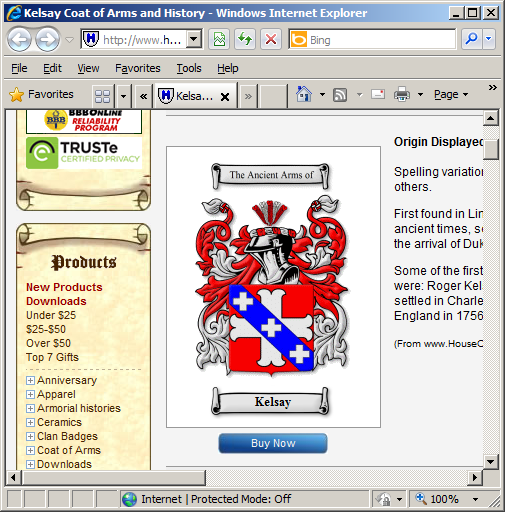 Kelsay Coat of Arms and History - Windows Internet Explorer
http://www.h...
Bing
File Edit View Favorites Tools Help
Favorites
Kelsa...
Page
BBBONLINE
RELIABILITY
PROGRAM
TRUSTe
CERTIFIED PRIVACY
Products
New Products
Downloads
Under $25
$25-$50
Over $50
Top 7 Gifts
Anniversary
Apparel
Armorial histories
Ceramics
Clan Badges
Coat of Arms
Downloads
The Ancient Arms of
Kelsay
Buy Now
Origin Displayed
Spelling variation
others.
First found in Lin
ancient times, s
the arrival of Duk
Some of the first
were: Roger Kel
settled in Charle
England in 1756
(From www.HouseO
Internet | Protected Mode: Off
100%